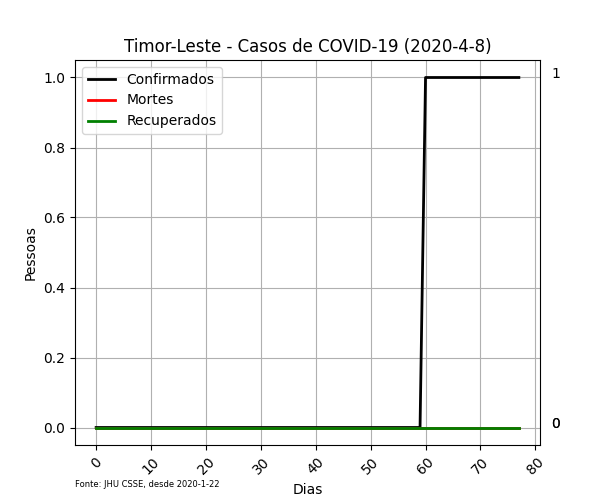 Timor-Leste - Casos de COVID-19 (2020-4-8)
Confirmados
Mortes
Recuperados
1.0
0.8
0.6
0.4
0.2
0.0
Pessoas
1
0
0 10 20 30 40 50 60 70 80
Dias
Fonte: JHU CSSE, desde 2020-1-22